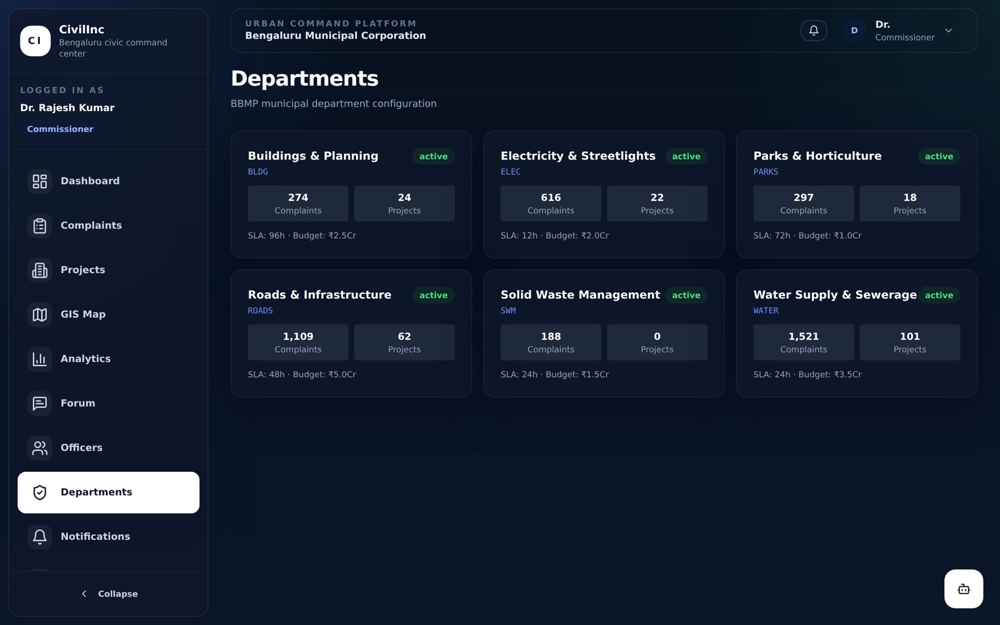 CI
CivilInc
Bengaluru civic command
center
LOGGED IN AS
Dr. Rajesh Kumar
Commissioner
Dashboard
Complaints
Projects
GIS Map
Analytics
Forum
Officers
Departments
Notifications
Collapse
URBAN COMMAND PLATFORM
Bengaluru Municipal Corporation
D
Dr.
Commissioner
Departments
BBMP municipal department configuration
Buildings & Planning
active
BLDG
274
Complaints
24
Projects
SLA: 96h · Budget: ₹2.5Cr
Electricity & Streetlights
active
ELEC
616
Complaints
22
Projects
SLA: 12h · Budget: ₹2.0Cr
Parks & Horticulture
active
PARKS
297
Complaints
18
Projects
SLA: 72h · Budget: ₹1.0Cr
Roads & Infrastructure
active
ROADS
1,109
Complaints
62
Projects
SLA: 48h · Budget: ₹5.0Cr
Solid Waste Management
active
SWM
188
Complaints
0
Projects
SLA: 24h · Budget: ₹1.5Cr
Water Supply & Sewerage
active
WATER
1,521
Complaints
101
Projects
SLA: 24h · Budget: ₹3.5Cr